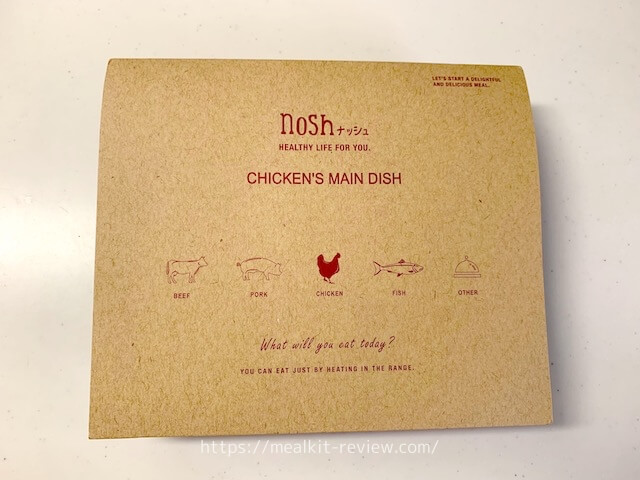 LET'S START A DELIGHTFUL
AND DELICIOUS MEAL.
nosh ナッシュ
HEALTHY LIFE FOR YOU.
CHICKEN'S MAIN DISH
BEEF PORK CHICKEN FISH OTHER
What will you eat today?
YOU CAN EAT JUST BY HEATING IN THE RANGE.
https://mealkit-review.com/